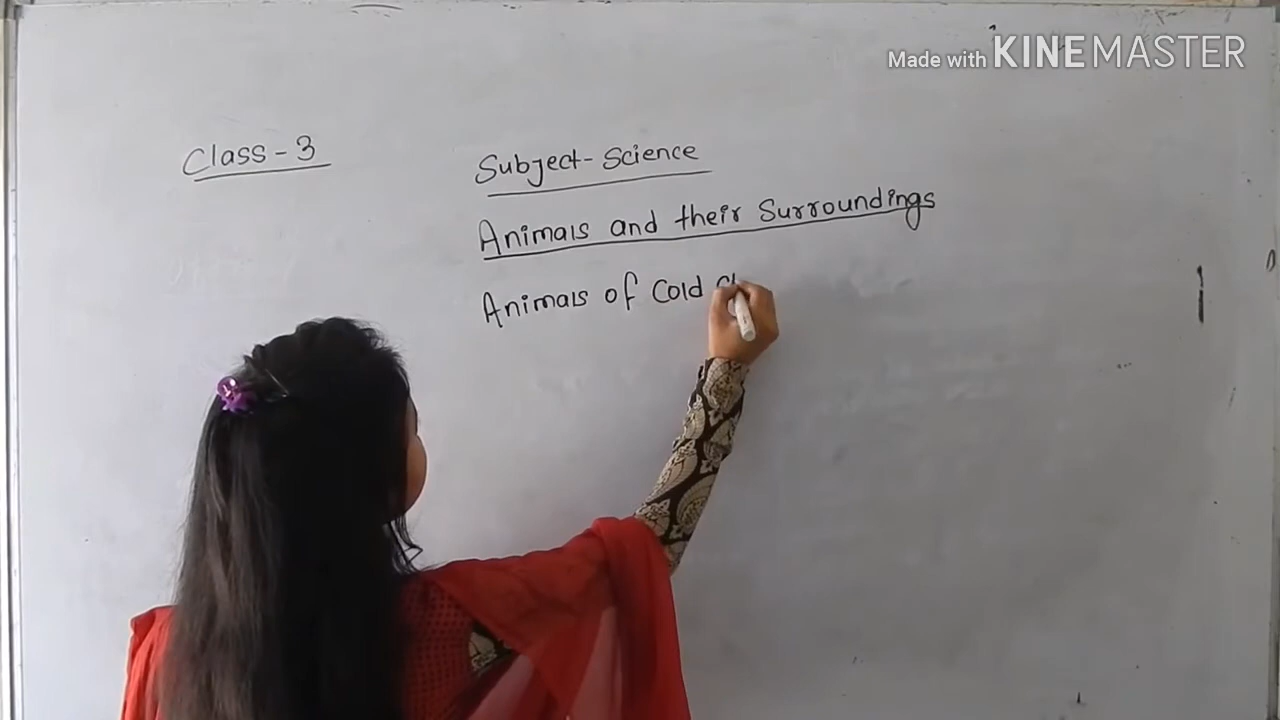 Made with KINEMASTER
Class - 3
Subject - Science
Animals and their Surroundings
Animals of Cold